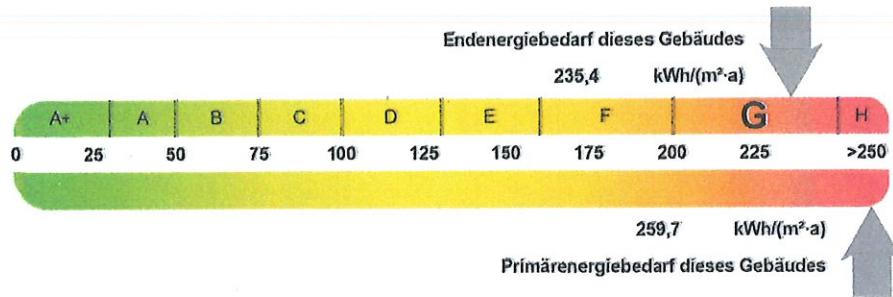 Endenergiebedarf dieses Gebäudes
235,4 kWh/(m²·a)
A+ A B C D E F G H
0 25 50 75 100 125 150 175 200 225 >250
259,7 kWh/(m²·a)
Primärenergiebedarf dieses Gebäudes